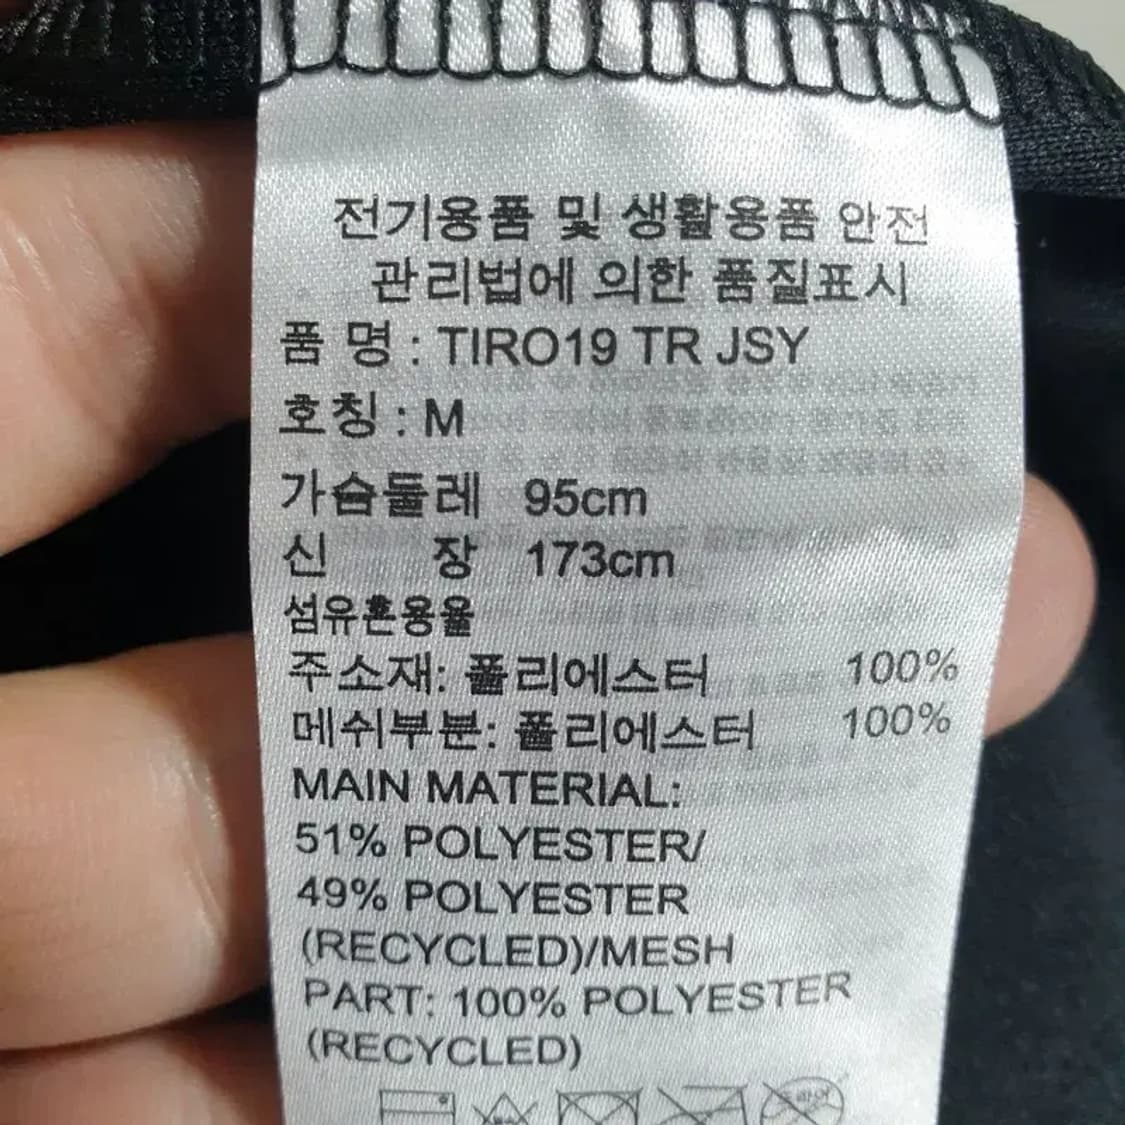 전기용품 및 생활용품 안전
관리법에 의한 품질표시
품 명 : TIRO19 TR JSY
호칭 : M
가슴둘레 95cm
신 장 173cm
섬유혼용율
주소재: 폴리에스터 100%
메쉬부분: 폴리에스터 100%
MAIN MATERIAL:
51% POLYESTER/
49% POLYESTER
(RECYCLED)/MESH
PART: 100% POLYESTER
(RECYCLED)
드라이